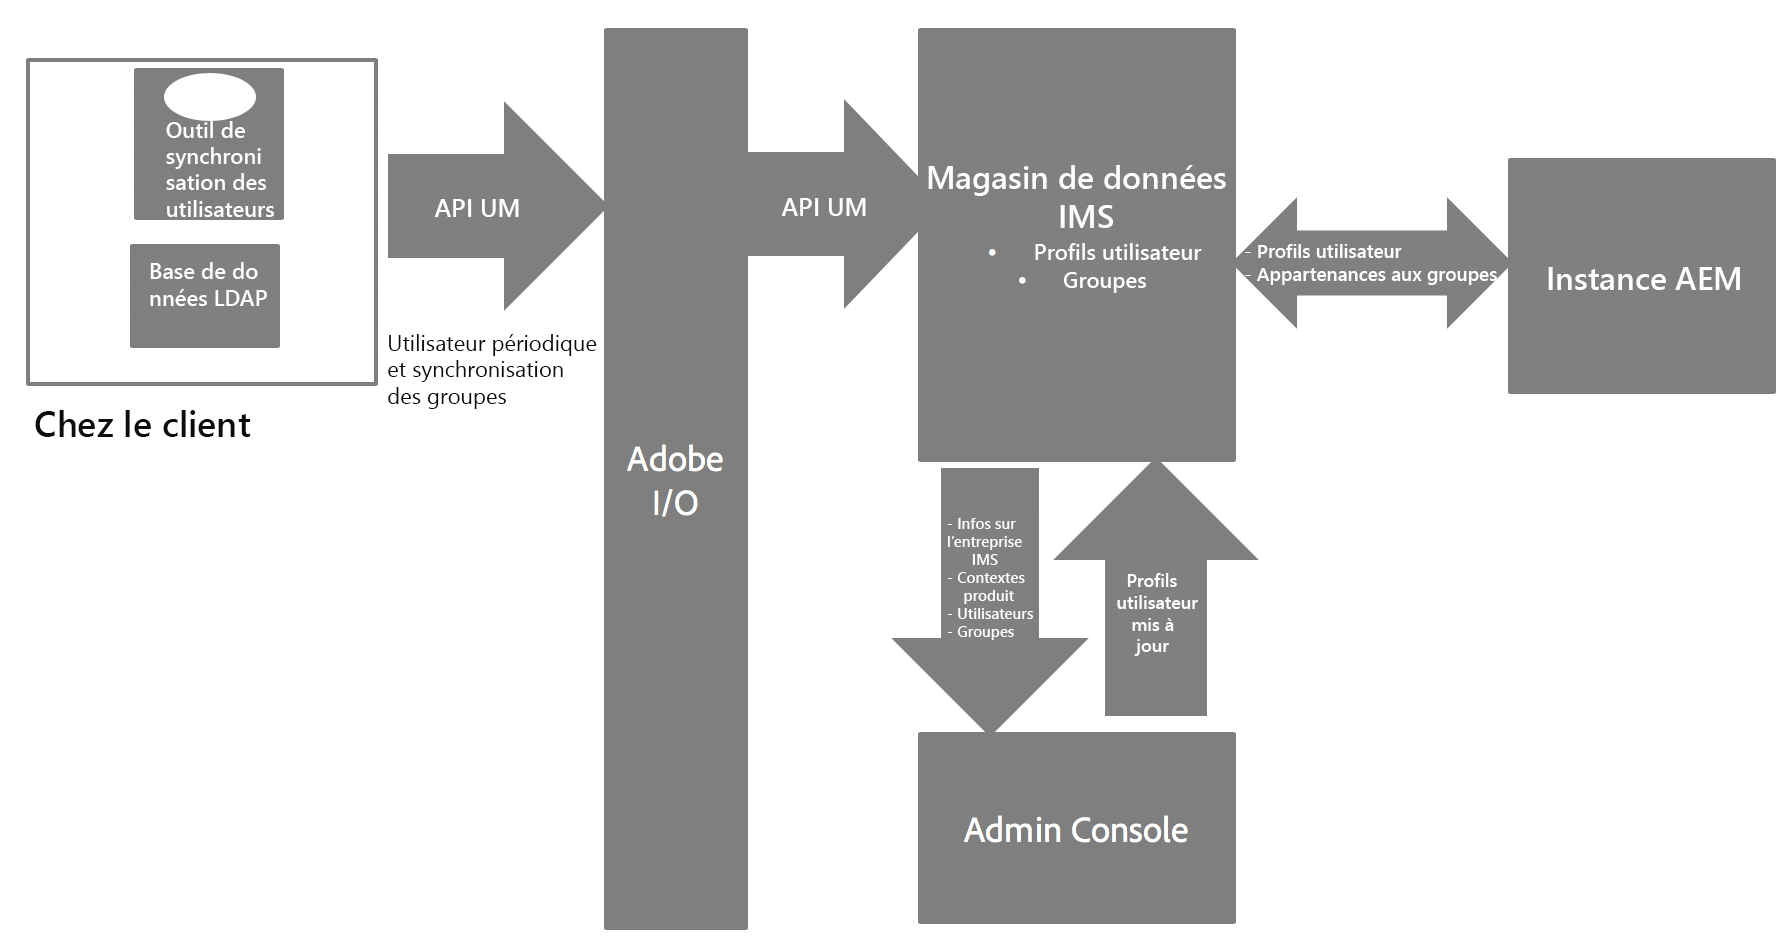 Outil de
synchroni
sation des
utilisateurs
Base de do
nnées LDAP
Chez le client
API UM
Utilisateur périodique
et synchronisation
des groupes
Adobe
I/O
API UM
Magasin de données
IMS
• Profils utilisateur
• Groupes
- Profils utilisateur
- Appartenances aux groupes
Instance AEM
- Infos sur
l’entreprise
IMS
- Contextes
produit
- Utilisateurs
- Groupes
Profils
utilisateur
mis à
jour
Admin Console